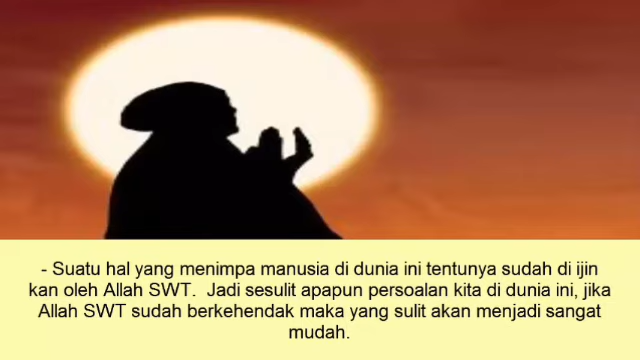 - Suatu hal yang menimpa manusia di dunia ini tentunya sudah di ijin
kan oleh Allah SWT.  Jadi sesulit apapun persoalan kita di dunia ini, jika
Allah SWT sudah berkehendak maka yang sulit akan menjadi sangat
mudah.